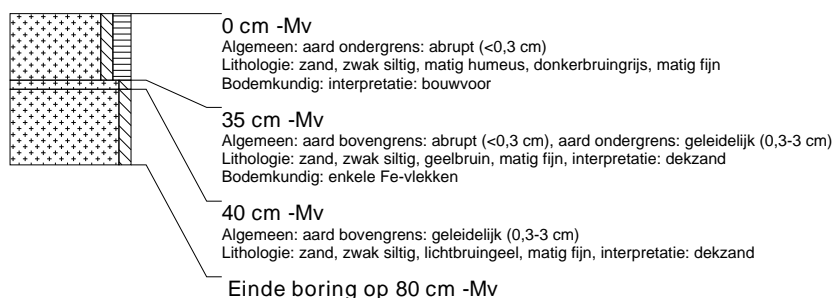 0 cm -Mv
Algemeen: aard ondergrens: abrupt (<0,3 cm)
Lithologie: zand, zwak siltig, matig humeus, donkerbruingrijs, matig fijn
Bodemkundig: interpretatie: bouwvoor
35 cm -Mv
Algemeen: aard bovengrens: abrupt (<0,3 cm), aard ondergrens: geleidelijk (0,3-3 cm)
Lithologie: zand, zwak siltig, geelbruin, matig fijn, interpretatie: dekzand
Bodemkundig: enkele Fe-vlekken
40 cm -Mv
Algemeen: aard bovengrens: geleidelijk (0,3-3 cm)
Lithologie: zand, zwak siltig, lichtbruingeel, matig fijn, interpretatie: dekzand
Einde boring op 80 cm -Mv